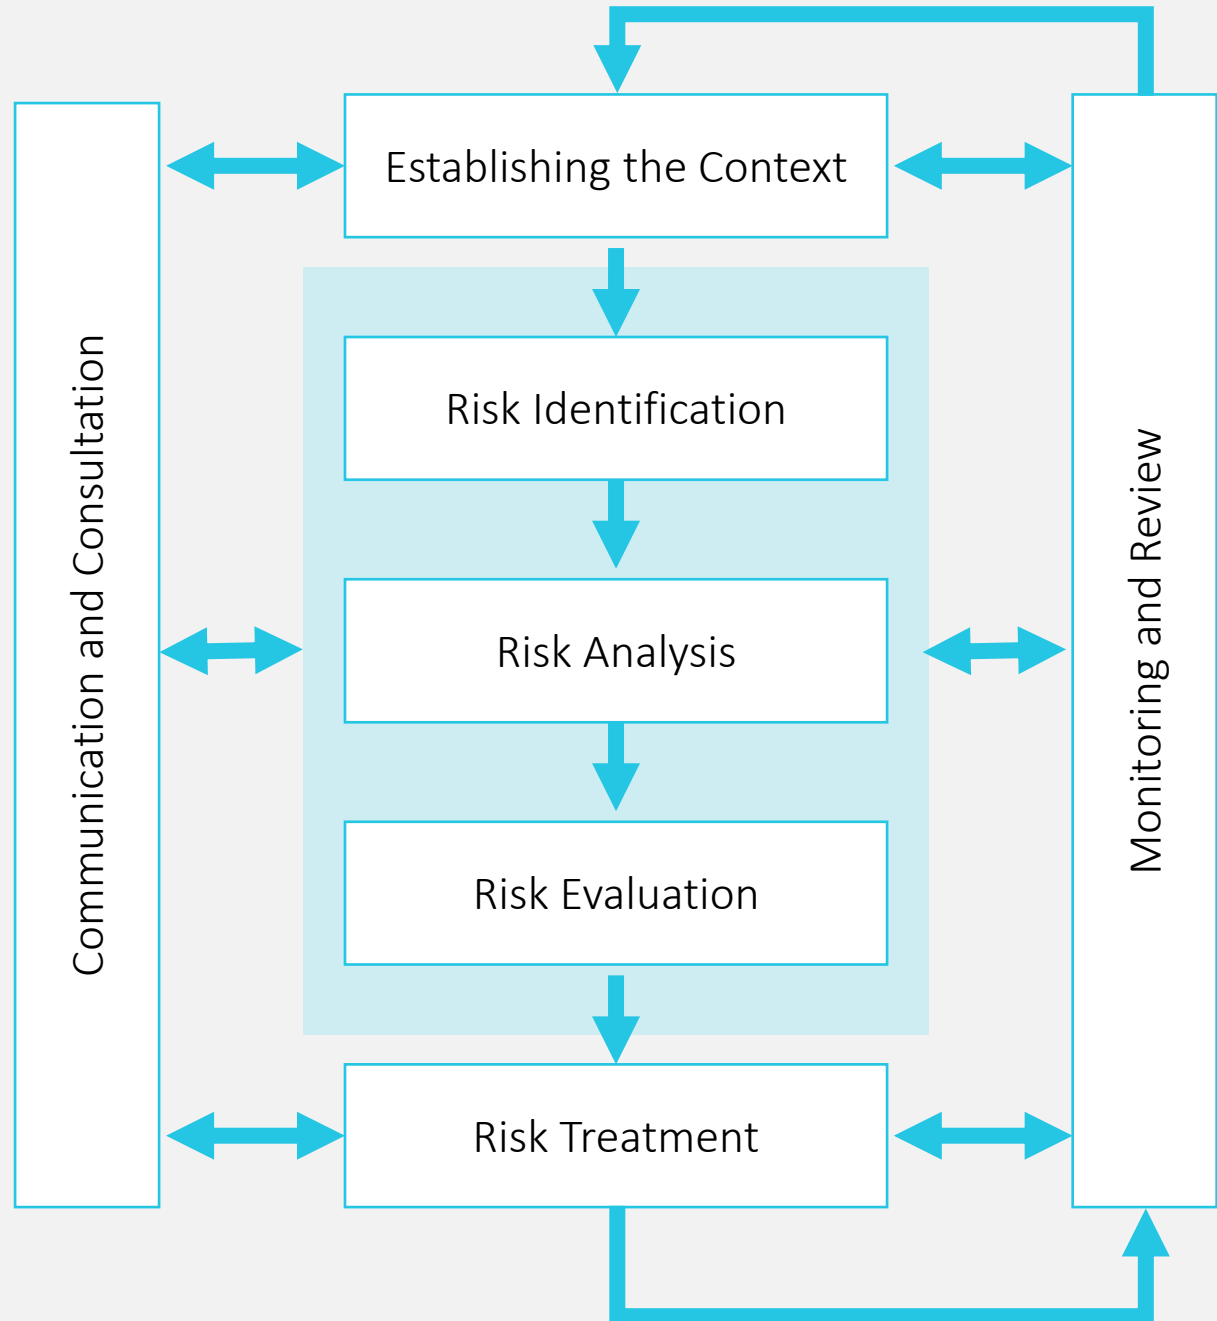 Establishing the Context
Communication and Consultation
Risk Identification
Risk Analysis
Risk Evaluation
Risk Treatment
Monitoring and Review